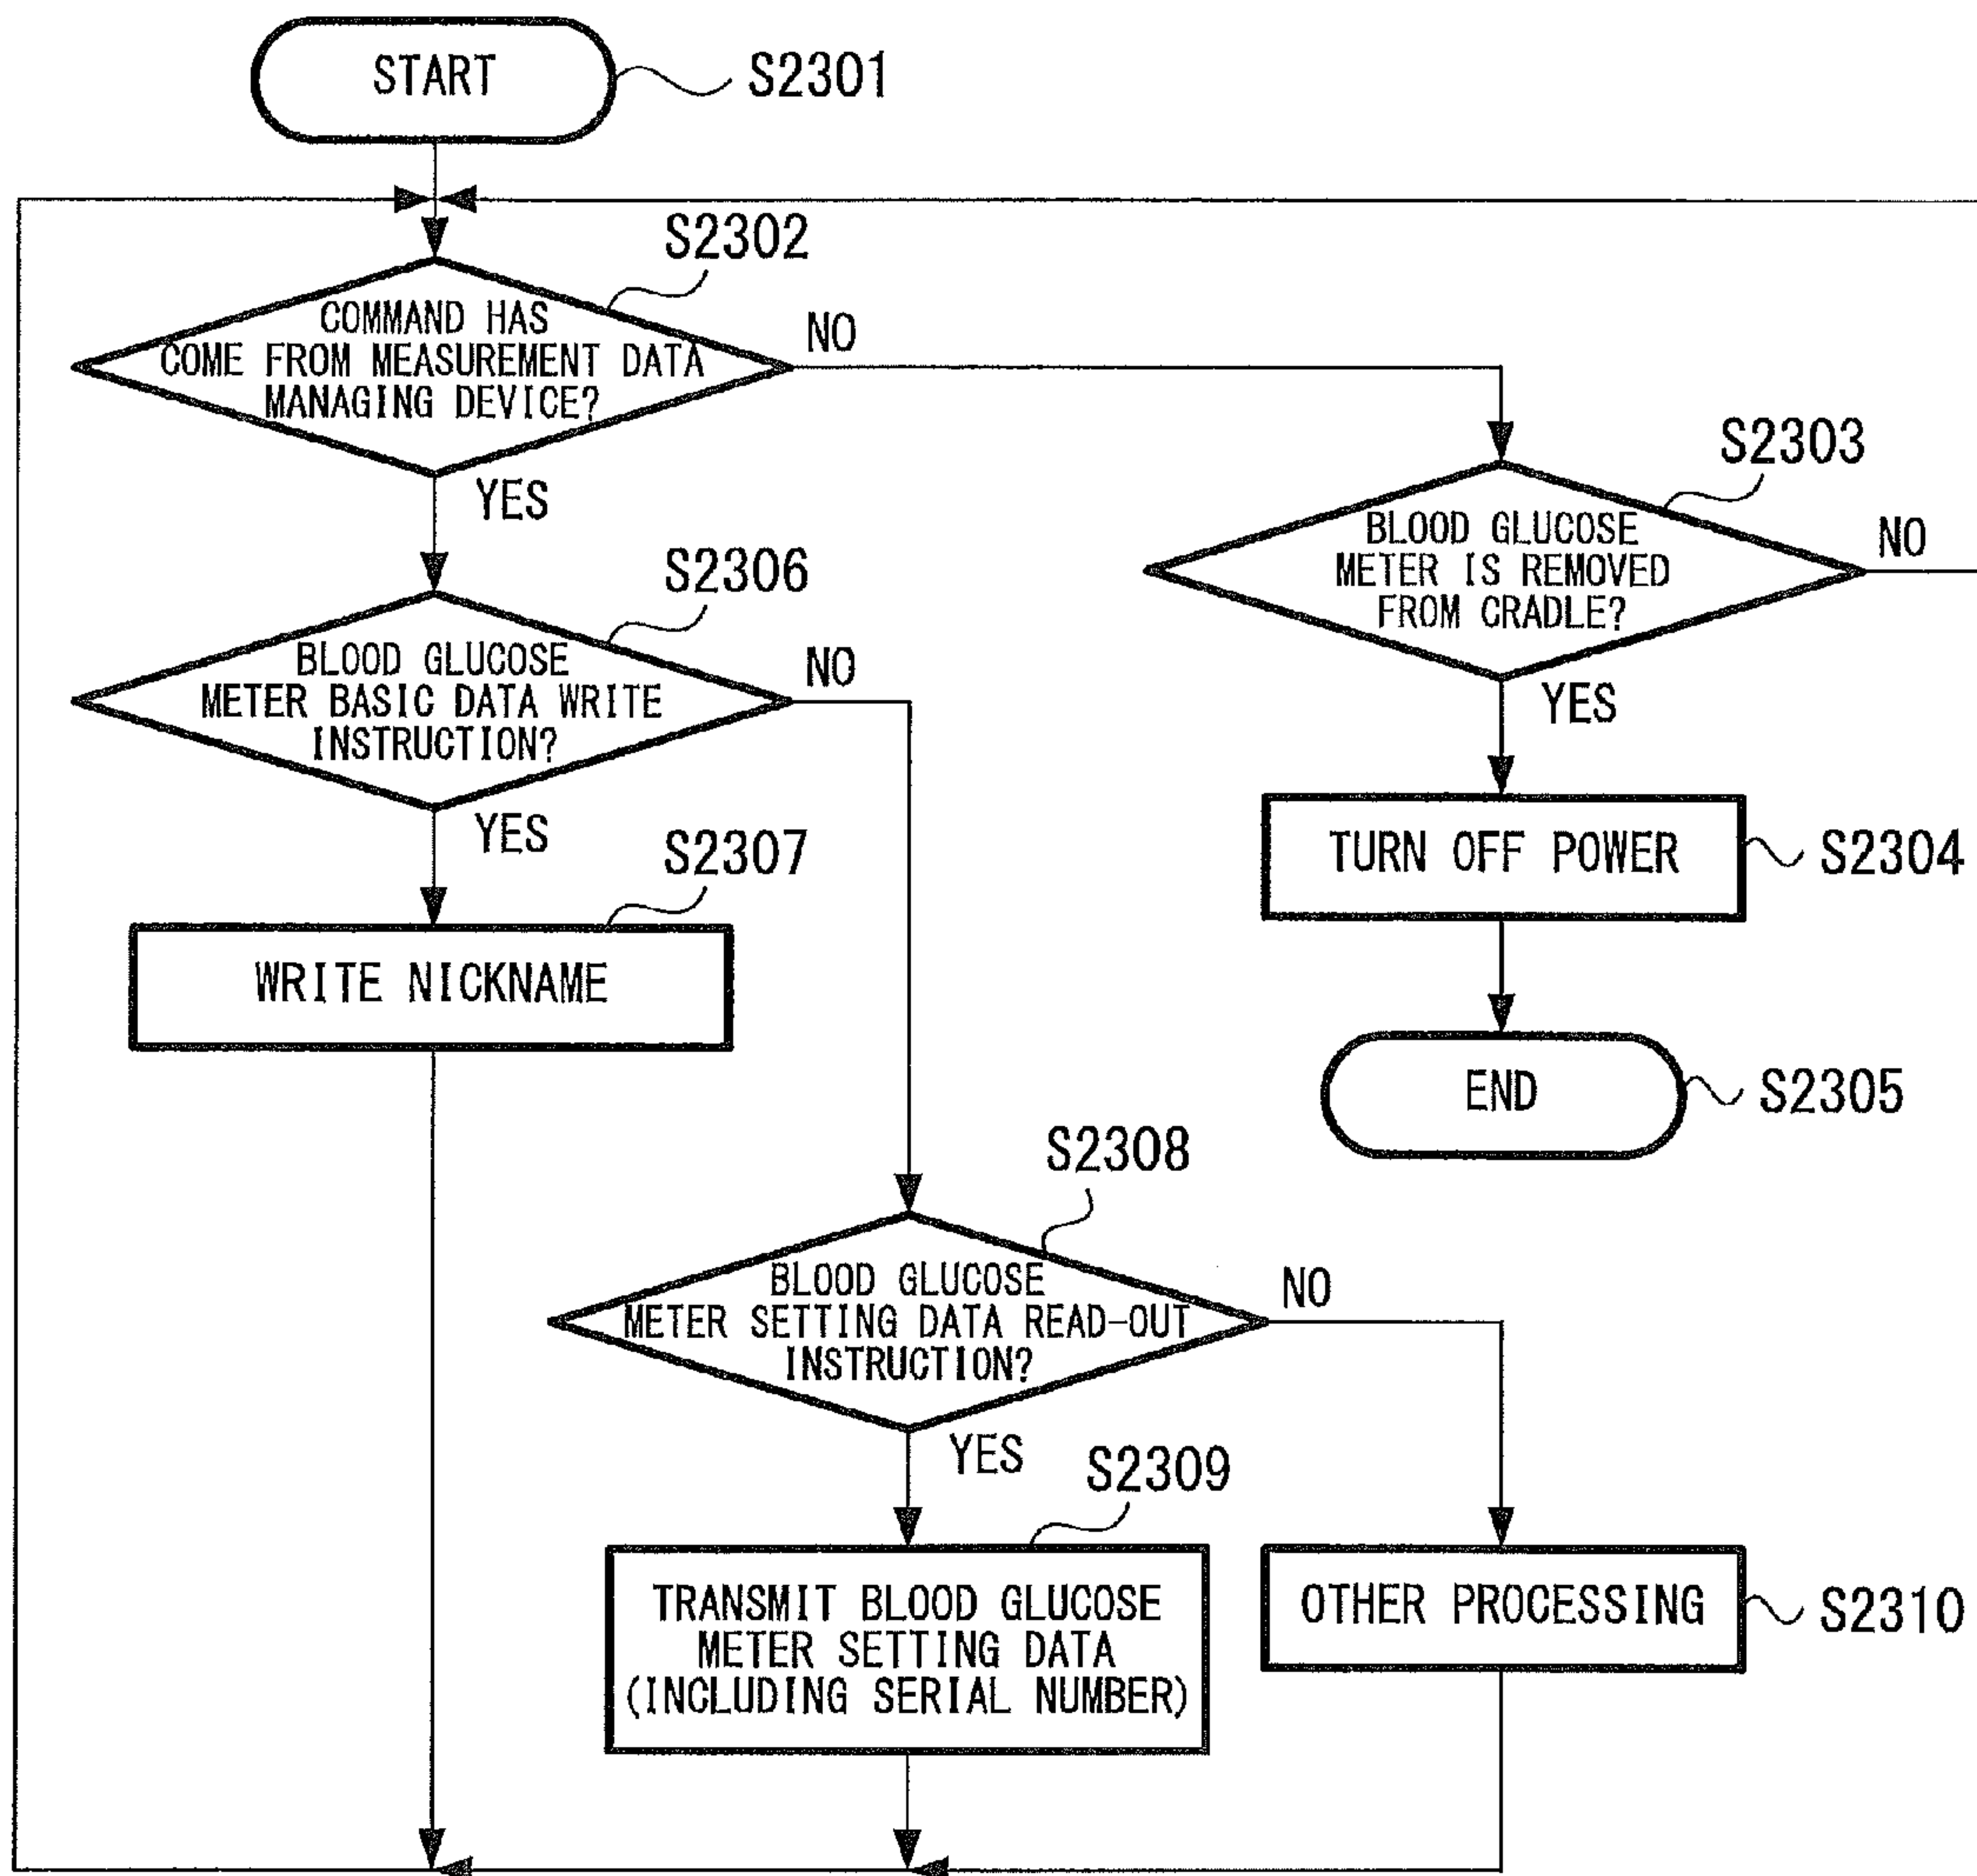 START
S2301
S2302
COMMAND HAS
COME FROM MEASUREMENT DATA
MANAGING DEVICE?
NO
YES
S2303
BLOOD GLUCOSE
METER IS REMOVED
FROM CRADLE?
NO
YES
S2306
BLOOD GLUCOSE
METER BASIC DATA WRITE
INSTRUCTION?
NO
YES
TURN OFF POWER
S2304
S2307
WRITE NICKNAME
END
S2305
S2308
BLOOD GLUCOSE
METER SETTING DATA READ-OUT
INSTRUCTION?
NO
YES
S2309
TRANSMIT BLOOD GLUCOSE
METER SETTING DATA
(INCLUDING SERIAL NUMBER)
OTHER PROCESSING
S2310